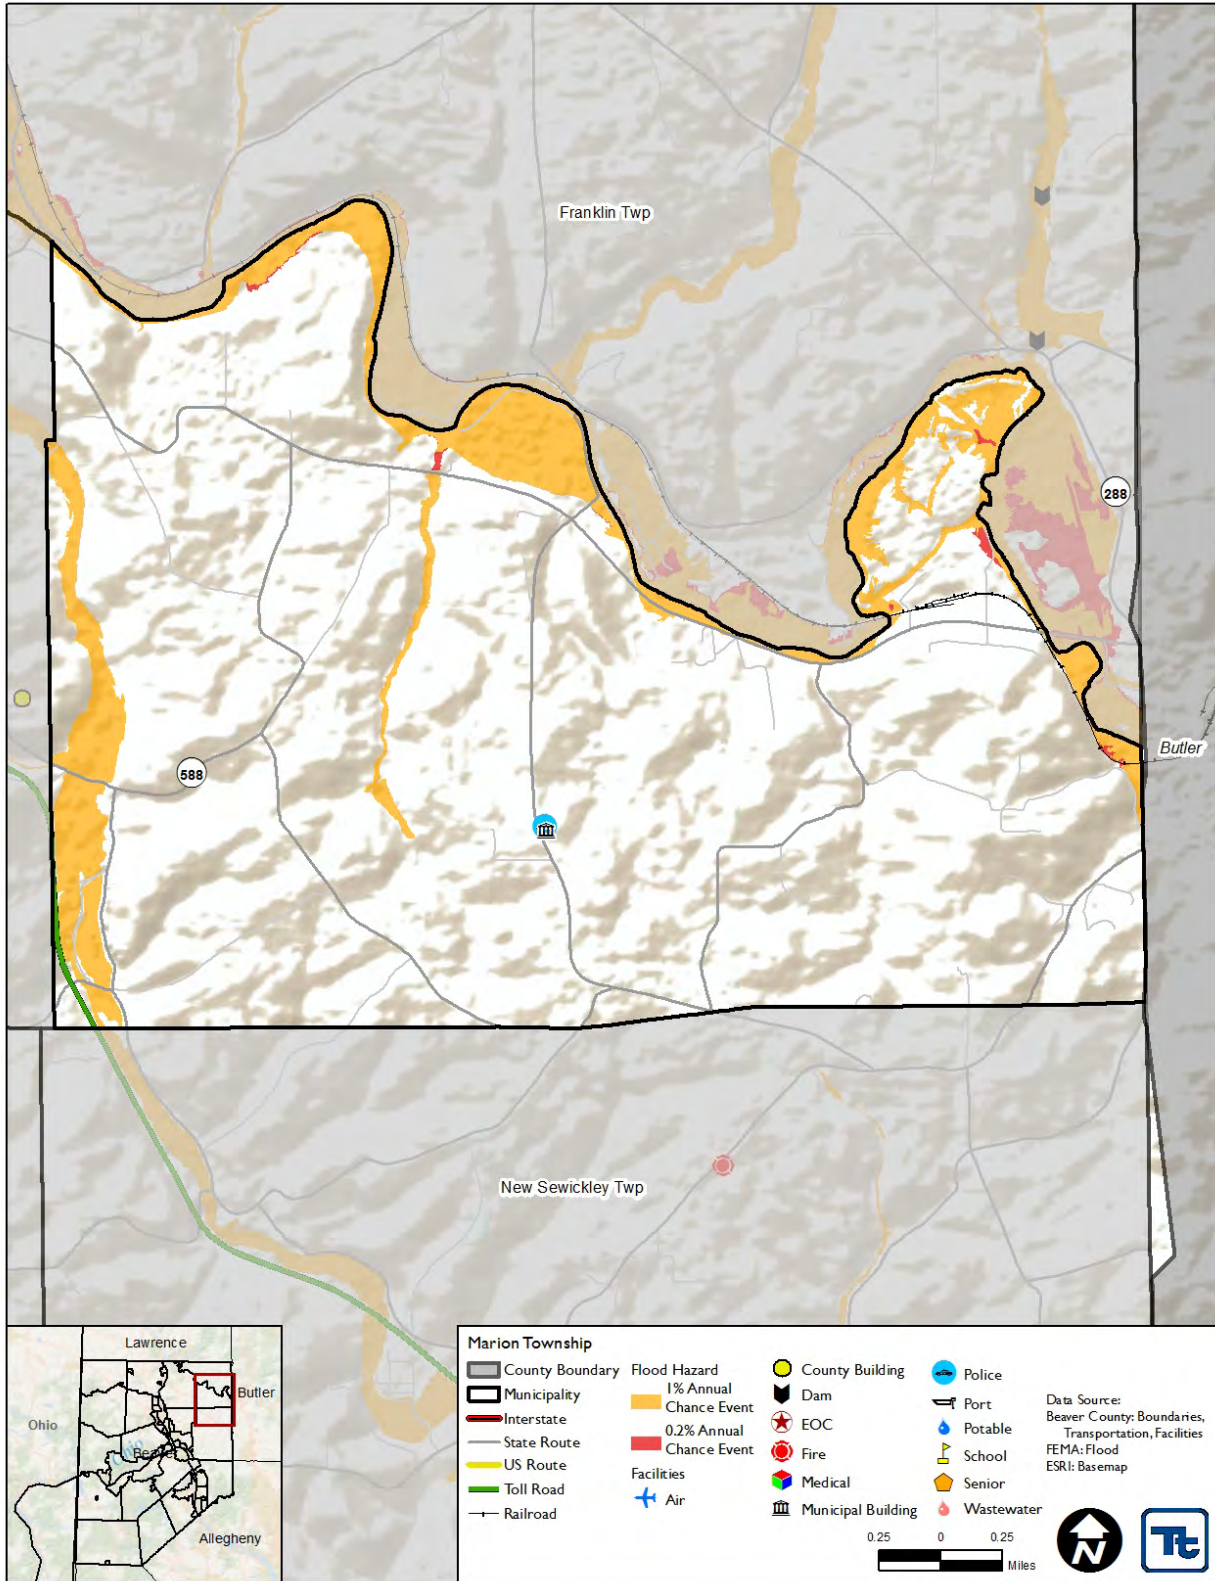 Franklin Twp
288
Butler
588
New Sewickley Twp
Lawrence
Butler
Ohio
Ohio
Beaver
Allegheny
Marion Township
County Boundary
Municipality
Interstate
State Route
US Route
Toll Road
Railroad
Flood Hazard
1% Annual
Chance Event
0.2% Annual
Chance Event
Facilities
Air
County Building
Dam
EOC
Fire
Medical
Municipal Building
Police
Port
Potable
School
Senior
Wastewater
Data Source:
Beaver County: Boundaries,
Transportation, Facilities
FEMA: Flood
ESRI: Basemap
0.25 0 0.25
Miles
N
Tt